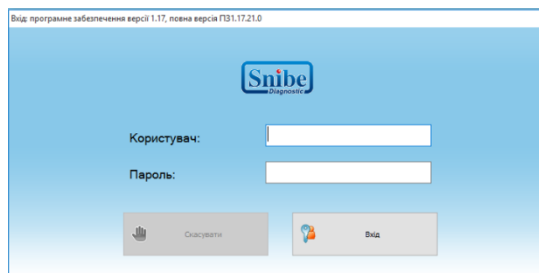 Вхід: програмне забезпечення версії 1.17, повна версія ПЗ1.17.21.0
Snibe
Diagnostic
Користувач:
Пароль:
Скасувати Вхід